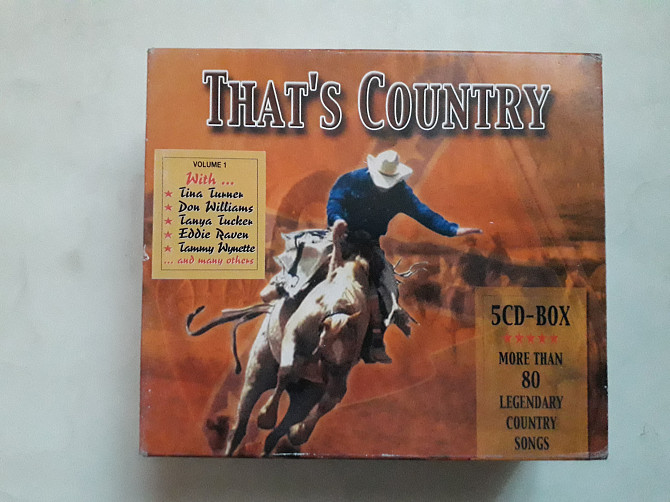 THAT'S COUNTRY
VOLUME 1
With ...
Tina Turner
Don Williams
Tanya Tucker
Eddie Raven
Tammy Wynette
... and many others
5CD-BOX
MORE THAN
80
LEGENDARY
COUNTRY
SONGS